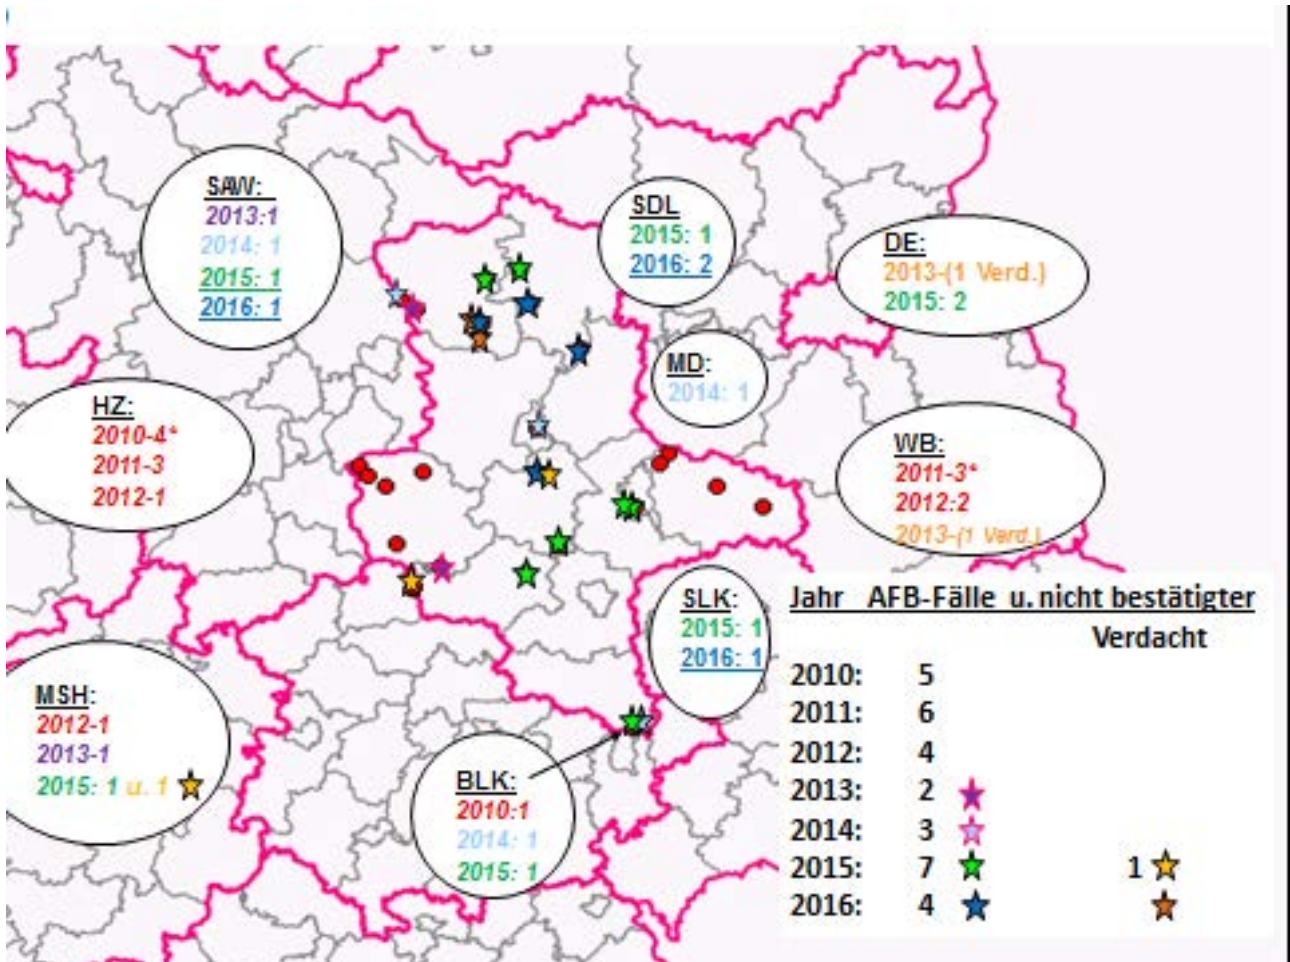 SAW:
2013:1
2014: 1
2015: 1
2016: 1
SDL
2015: 1
2016: 2
DE:
2013-(1 Verd.)
2015: 2
MD:
2014: 1
HZ:
2010-4*
2011-3
2012-1
WB:
2011-3*
2012:2
2013-(1 Verd.)
SLK:
2015: 1
2016: 1
MSH:
2012-1
2013-1
2015: 1 u. 1
BLK:
2010:1
2014: 1
2015: 1
Jahr AFB-Fälle u. nicht bestätigter
Verdacht
2010: 5
2011: 6
2012: 4
2013: 2
2014: 3
2015: 7 1
2016: 4